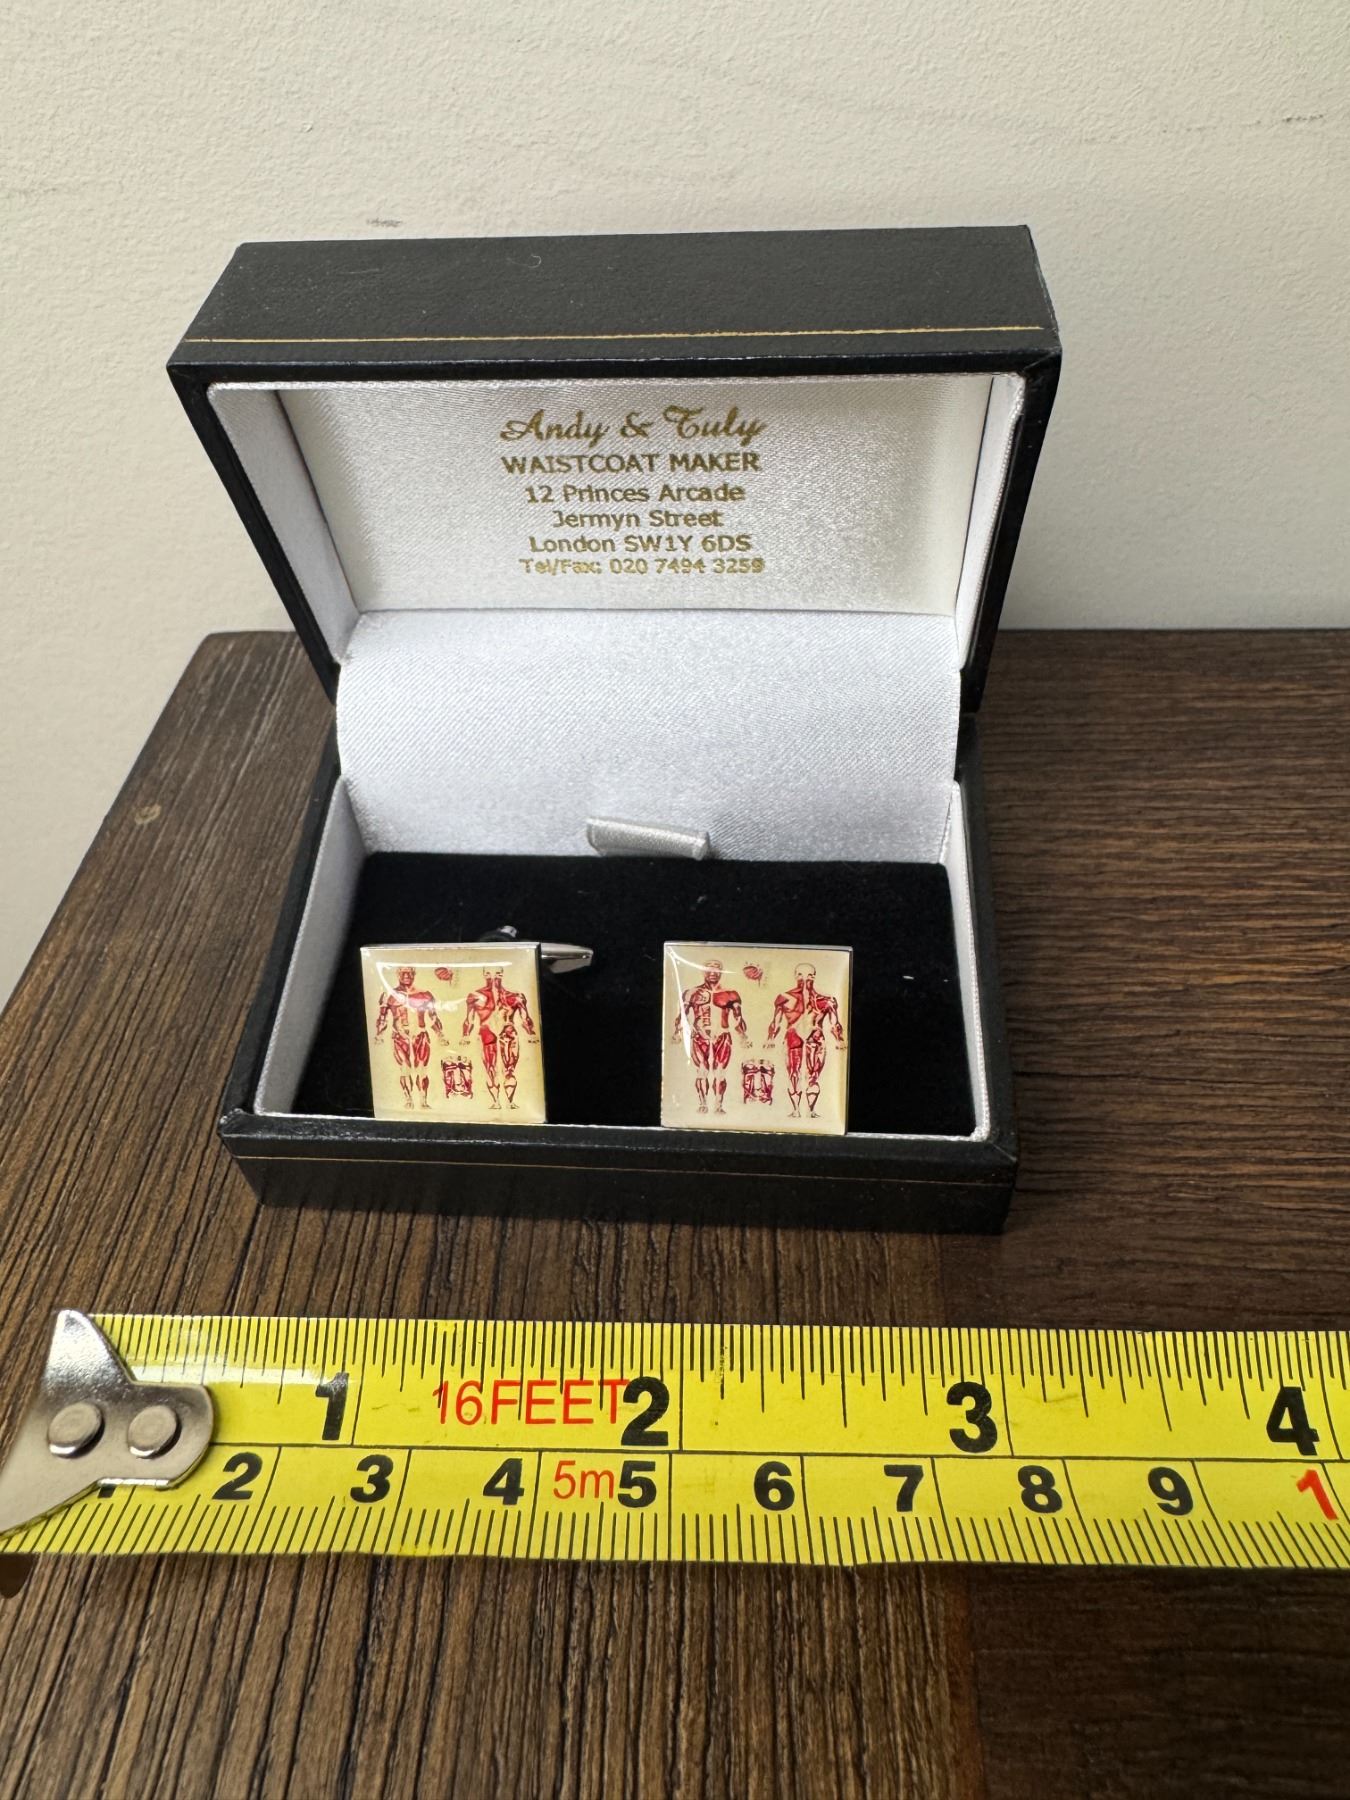 Andy & Tuly
WAISTCOAT MAKER
12 Princes Arcade
Jermyn Street
London SW1Y 6DS
Tel/Fax: 020 7494 3259
1 16FEET 2 3 4
2 3 4 5m 5 6 7 8 9 1